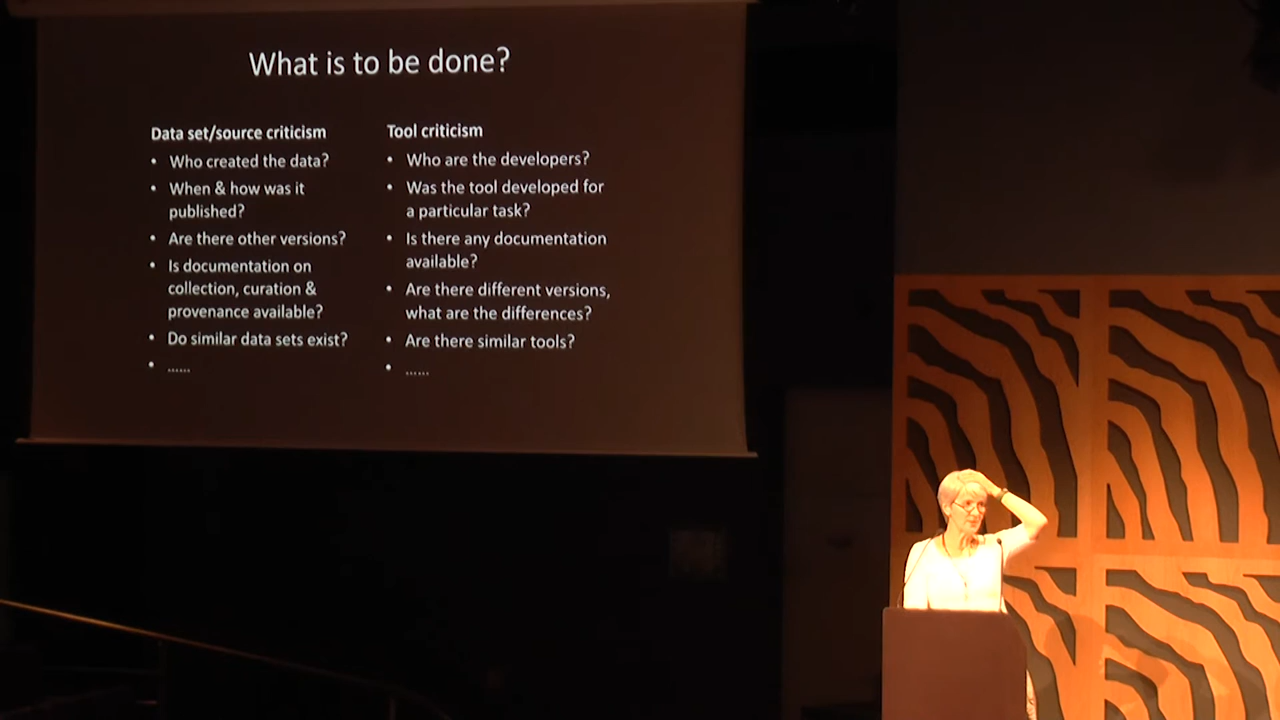 What is to be done?
Data set/source criticism
• Who created the data?
• When & how was it
published?
• Are there other versions?
• Is documentation on
collection, curation &
provenance available?
• Do similar data sets exist?
• ......
Tool criticism
• Who are the developers?
• Was the tool developed for
a particular task?
• Is there any documentation
available?
• Are there different versions,
what are the differences?
• Are there similar tools?
• ......